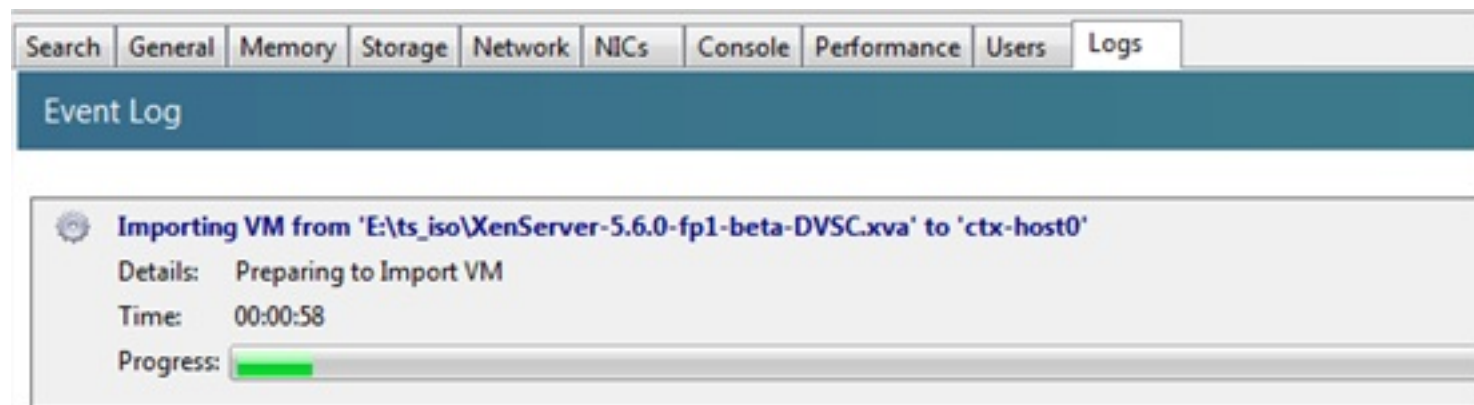 Search General Memory Storage Network NICs Console Performance Users Logs
Event Log
Importing VM from 'E:\ts_iso\XenServer-5.6.0-fp1-beta-DVSC.xva' to 'ctx-host0'
Details: Preparing to Import VM
Time: 00:00:58
Progress: